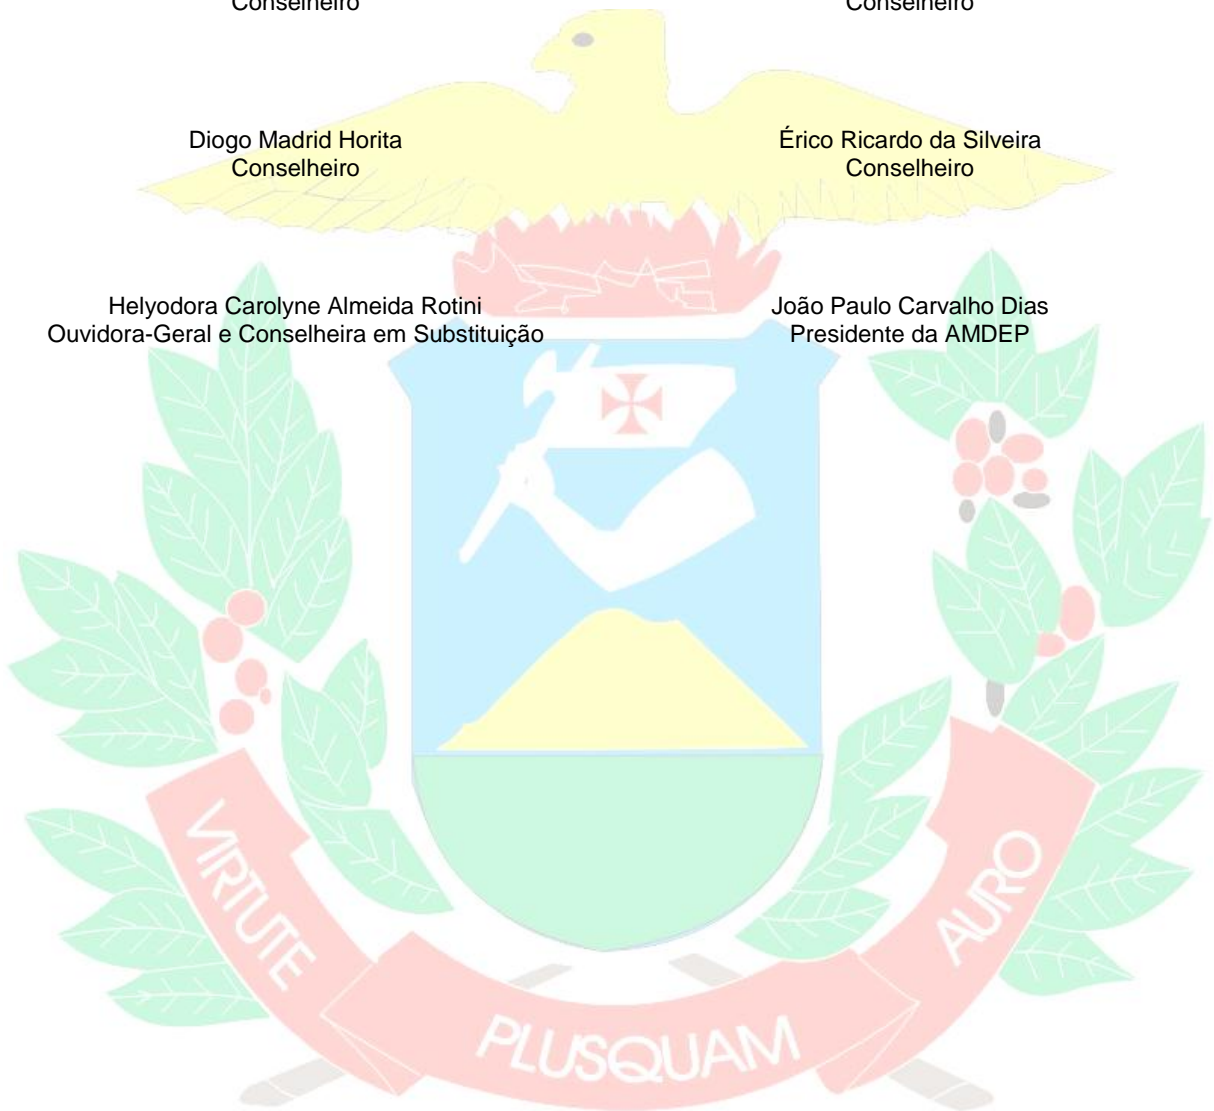 Conselheiro
Conselheiro
Diogo Madrid Horita
Conselheiro
Érico Ricardo da Silveira
Conselheiro
Helyodora Carolyne Almeida Rotini
Ouvidora-Geral e Conselheira em Substituição
João Paulo Carvalho Dias
Presidente da AMDEP
VIRTUTE
PLUSQUAM
AURO